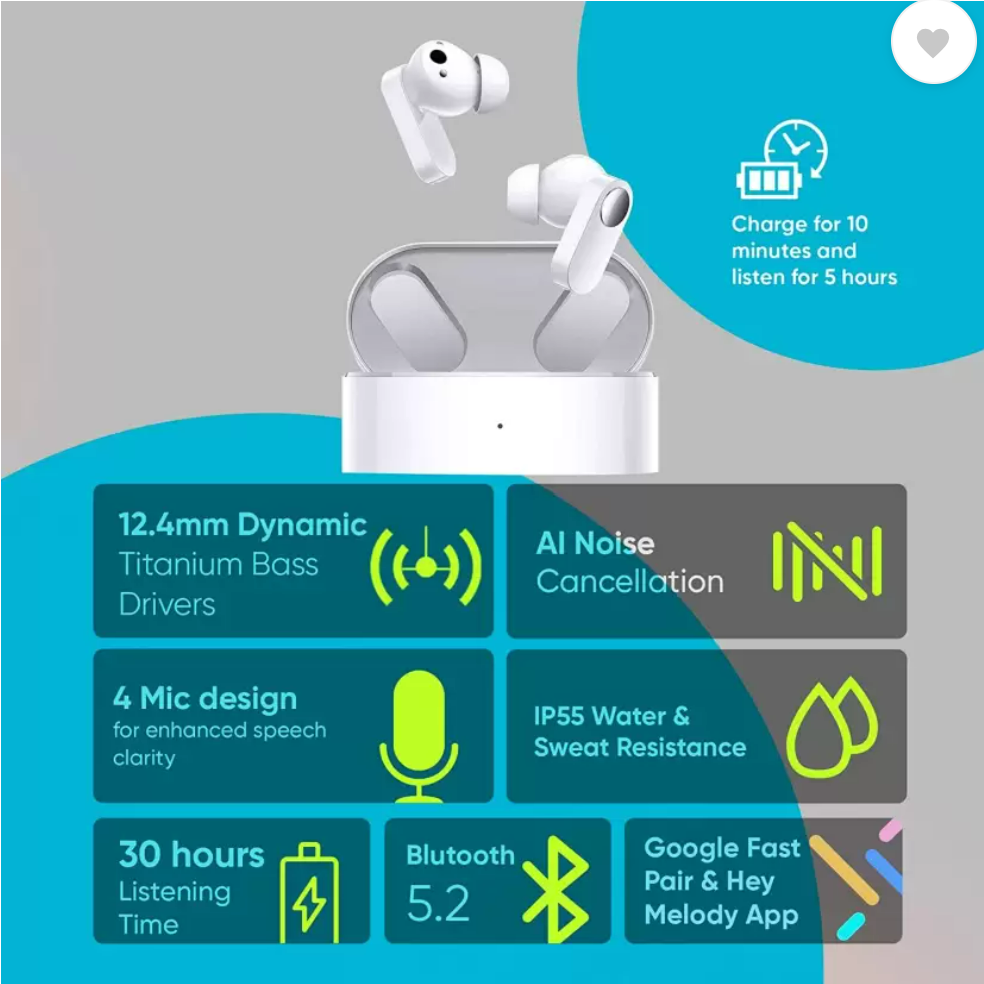 Charge for 10
minutes and
listen for 5 hours
12.4mm Dynamic
Titanium Bass
Drivers
AI Noise
Cancellation
4 Mic design
for enhanced speech
clarity
IP55 Water &
Sweat Resistance
30 hours
Listening
Time
Blutooth
5.2
Google Fast
Pair & Hey
Melody App